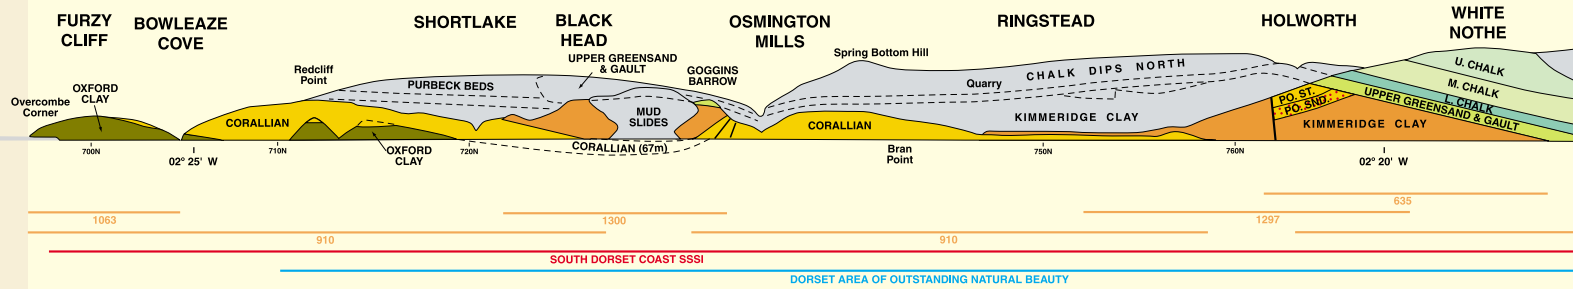 FURZY
CLIFF
BOWLEAZE
COVE
SHORTLAKE
BLACK
HEAD
OSMINGTON
MILLS
RINGSTEAD
HOLWORTH
WHITE
NOTHE
Overcombe
Corner
OXFORD
CLAY
CORALLIAN
Redcliff
Point
PURBECK BEDS
OXFORD
CLAY
UPPER GREENSAND
& GAULT
MUD
SLIDES
CORALLIAN (67m)
GOGGINS
BARROW
Spring Bottom Hill
CORALLIAN
Quarry
CHALK DIPS NORTH
KIMMERIDGE CLAY
Bran
Point
PO. ST.
PO. SND.
KIMMERIDGE CLAY
U. CHALK
M. CHALK
L. CHALK
UPPER GREENSAND & GAULT
700N
02° 25' W
710N
720N
750N
760N
02° 20' W
635
1063
1300
1297
910
910
SOUTH DORSET COAST SSSI
DORSET AREA OF OUTSTANDING NATURAL BEAUTY